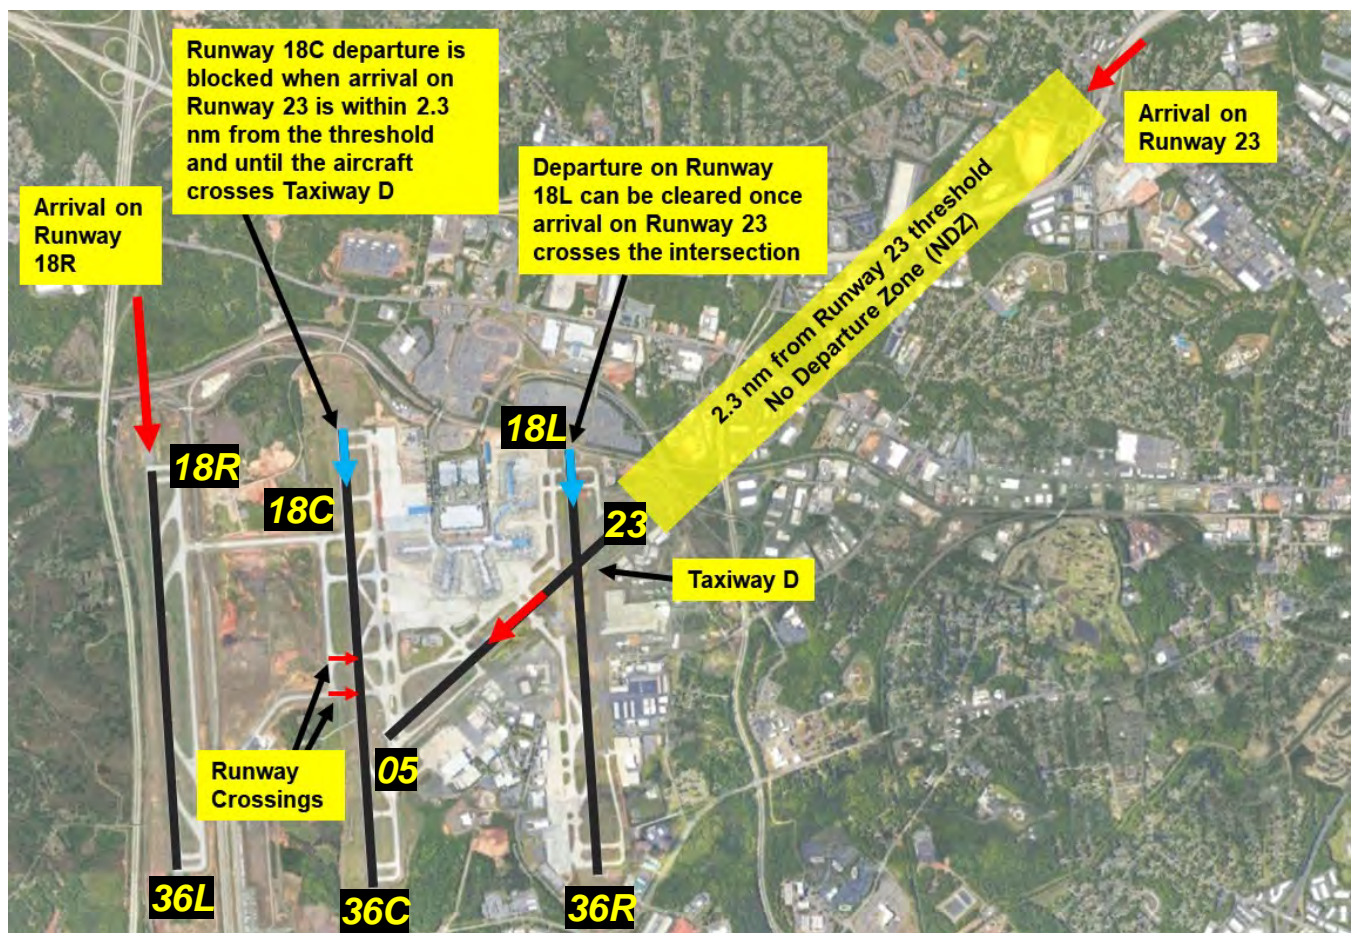 Runway 18C departure is
blocked when arrival on
Runway 23 is within 2.3
nm from the threshold
and until the aircraft
crosses Taxiway D
Arrival on
Runway 23
Departure on Runway
18L can be cleared once
arrival on Runway 23
crosses the intersection
Arrival on
Runway
18R
2.3 nm from Runway 23 threshold
No Departure Zone (NDZ)
18L
18R
18C
23
Taxiway D
05
Runway
Crossings
36L
36C
36R